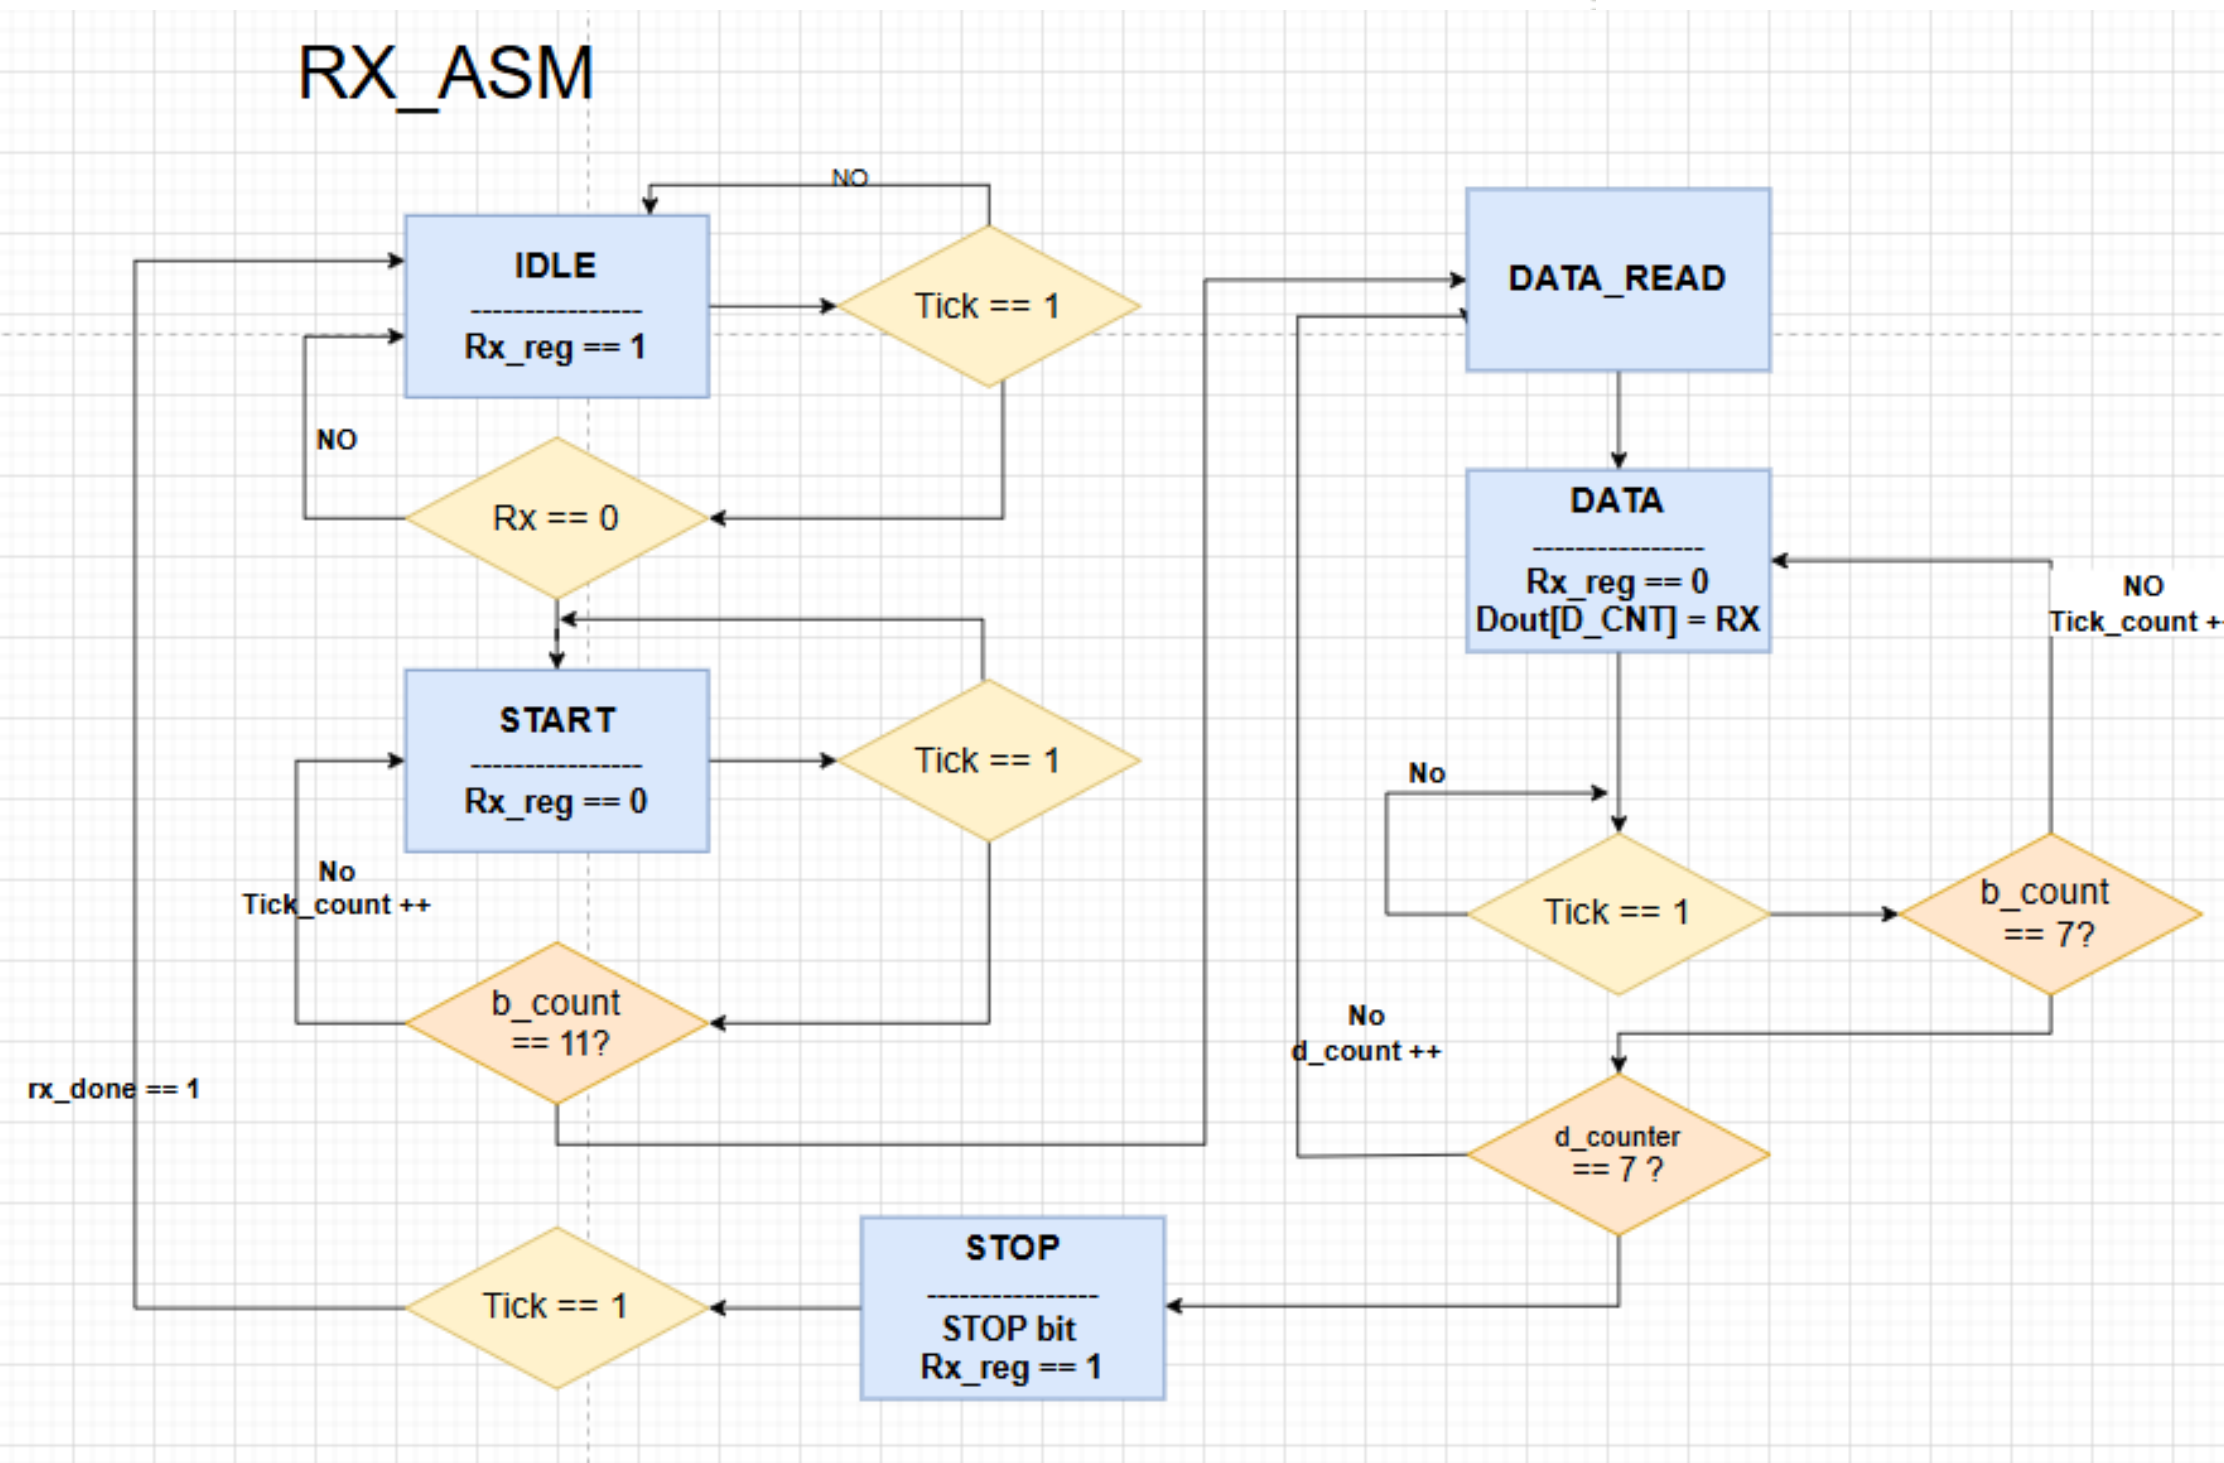 RX_ASM
NO
IDLE
----------------
Rx_reg == 1
Tick == 1
NO
Rx == 0
START
----------------
Rx_reg == 0
Tick == 1
No
Tick_count ++
b_count
== 11?
rx_done == 1
Tick == 1
STOP
----------------
STOP bit
Rx_reg == 1
DATA_READ
DATA
----------------
Rx_reg == 0
Dout[D_CNT] = RX
NO
Tick_count +
No
Tick == 1
b_count
== 7?
No
d_count ++
d_counter
== 7 ?